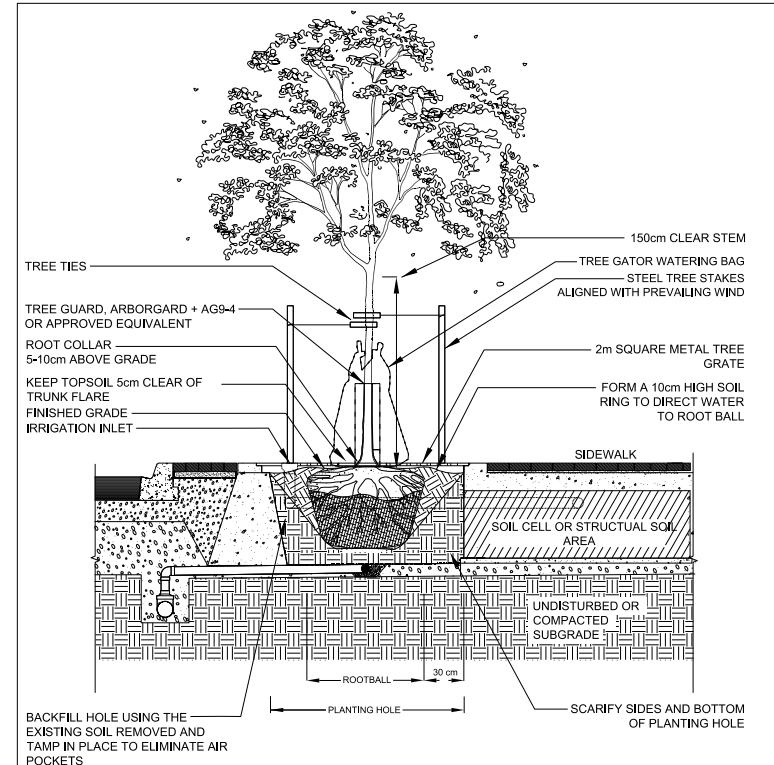 150cm CLEAR STEM
TREE TIES
TREE GATOR WATERING BAG
STEEL TREE STAKES
ALIGNED WITH PREVAILING WIND
TREE GUARD, ARBORGARD + AG9-4
OR APPROVED EQUIVALENT
ROOT COLLAR
5-10cm ABOVE GRADE
2m SQUARE METAL TREE
GRATE
KEEP TOPSOIL 5cm CLEAR OF
TRUNK FLARE
FORM A 10cm HIGH SOIL
RING TO DIRECT WATER
TO ROOT BALL
FINISHED GRADE
IRRIGATION INLET
SIDEWALK
SOIL CELL OR STRUCTUAL SOIL
AREA
UNDISTURBED OR
COMPACTED
SUBGRADE
30 cm
ROOTBALL
PLANTING HOLE
SCARIFY SIDES AND BOTTOM
OF PLANTING HOLE
BACKFILL HOLE USING THE
EXISTING SOIL REMOVED AND
TAMP IN PLACE TO ELIMINATE AIR
POCKETS